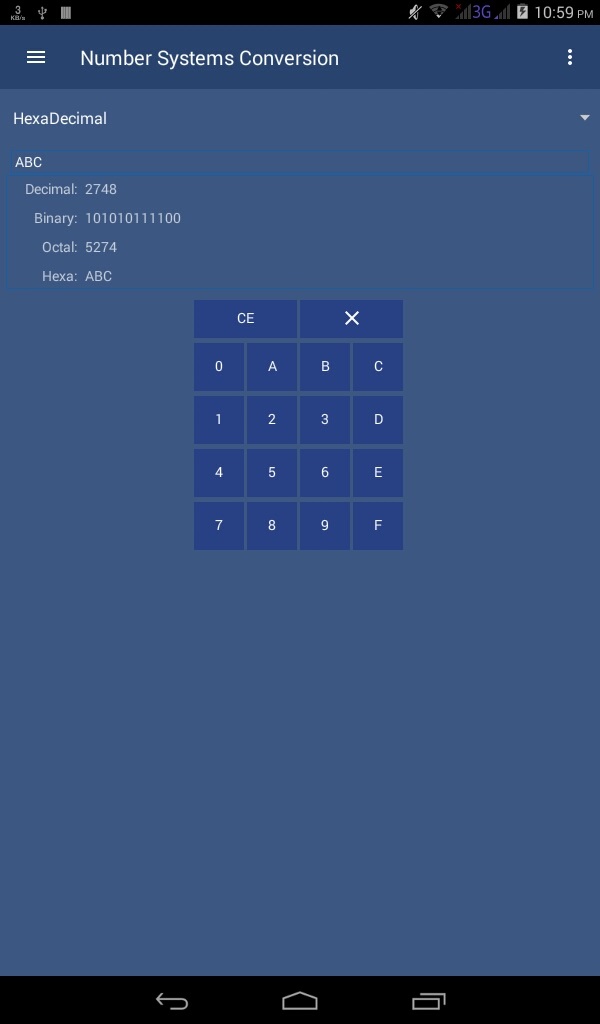 3
KB/s
3G
10:59 PM
Number Systems Conversion
HexaDecimal
ABC
Decimal: 2748
Binary: 101010111100
Octal: 5274
Hexa: ABC
CE
0 A B C
1 2 3 D
4 5 6 E
7 8 9 F